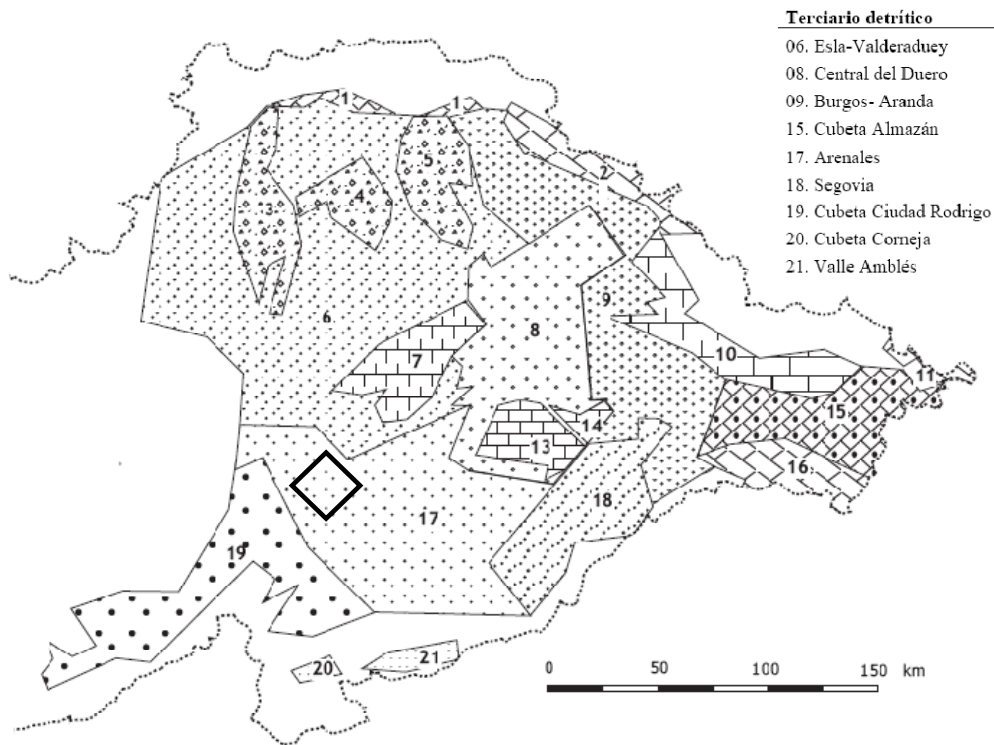 Terciario detrítico
06. Esla-Valderaduey
08. Central del Duero
09. Burgos- Aranda
15. Cubeta Almazán
17. Arenales
18. Segovia
19. Cubeta Ciudad Rodrigo
20. Cubeta Corneja
21. Valle Amblés
1
1
2
5
3
4
9
6
8
7
10
11
15
14
13
16
18
17
19
20
21
0 50 100 150 km